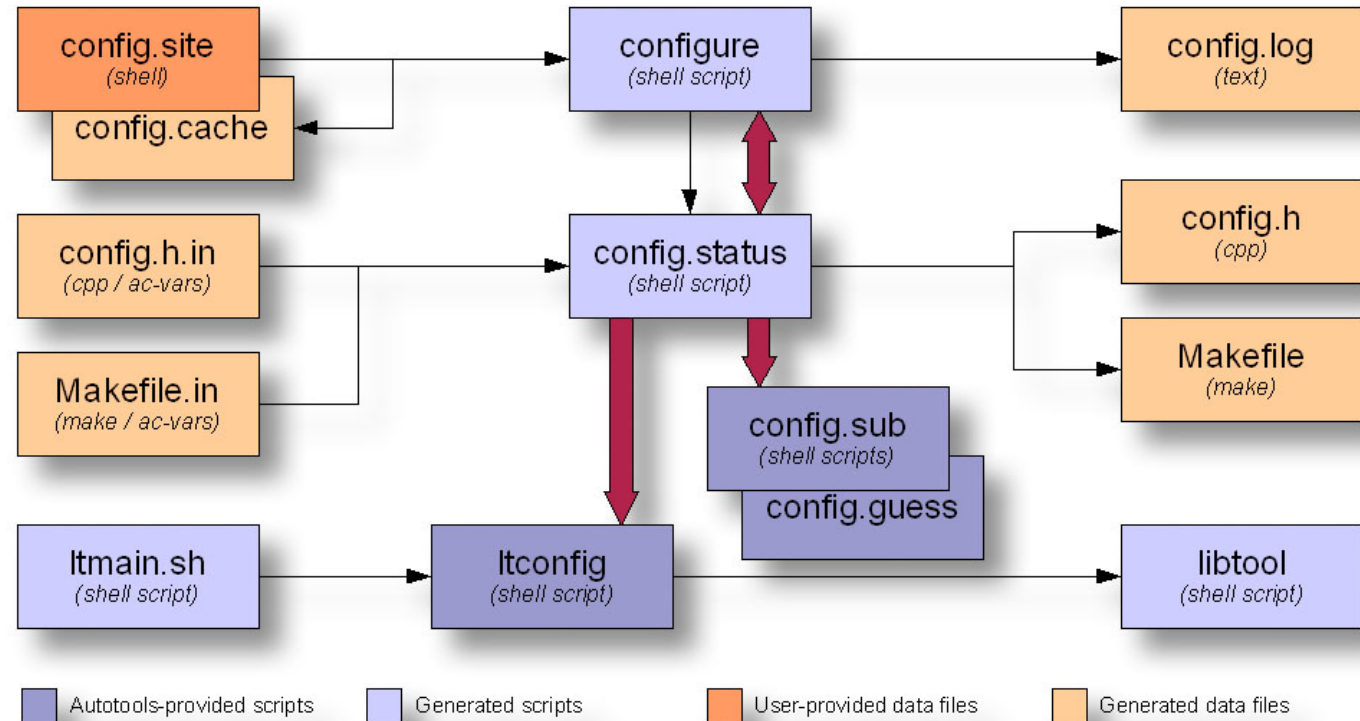 config.site
(shell)
config.cache
configure
(shell script)
config.log
(text)
config.h.in
(cpp / ac-vars)
config.status
(shell script)
config.h
(cpp)
Makefile.in
(make / ac-vars)
Makefile
(make)
config.sub
(shell scripts)
config.guess
ltmain.sh
(shell script)
ltconfig
(shell script)
libtool
(shell script)
Autotools-provided scripts
Generated scripts
User-provided data files
Generated data files